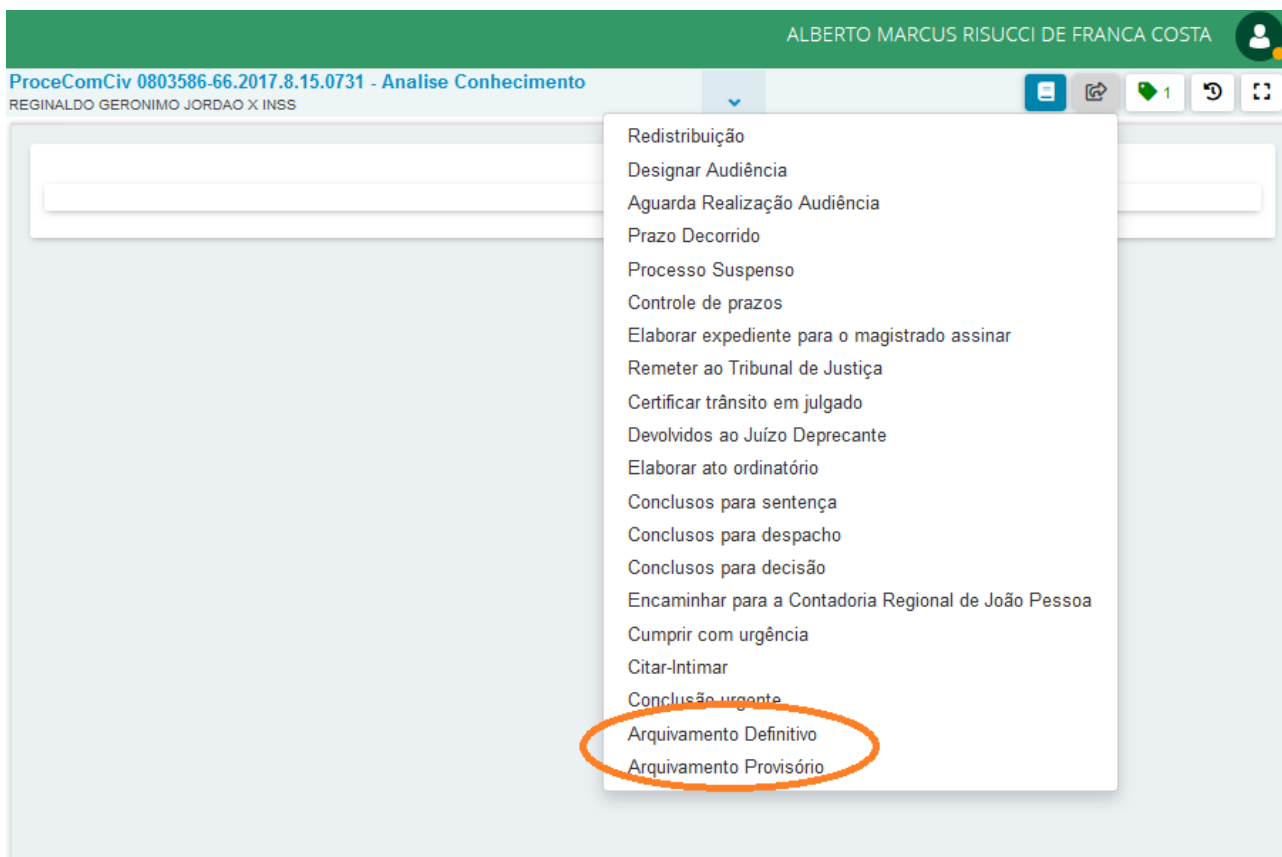 ALBERTO MARCUS RISUCCI DE FRANCA COSTA
ProceComCiv 0803586-66.2017.8.15.0731 - Analise Conhecimento
REGINALDO GERONIMO JORDAO X INSS
1
Redistribuição
Designar Audiência
Aguarda Realização Audiência
Prazo Decorrido
Processo Suspenso
Controle de prazos
Elaborar expediente para o magistrado assinar
Remeter ao Tribunal de Justiça
Certificar trânsito em julgado
Devolvidos ao Juízo Deprecante
Elaborar ato ordinatório
Conclusos para sentença
Conclusos para despacho
Conclusos para decisão
Encaminhar para a Contadoria Regional de João Pessoa
Cumprir com urgência
Citar-Intimar
Conclusão urgente
Arquivamento Definitivo
Arquivamento Provisório